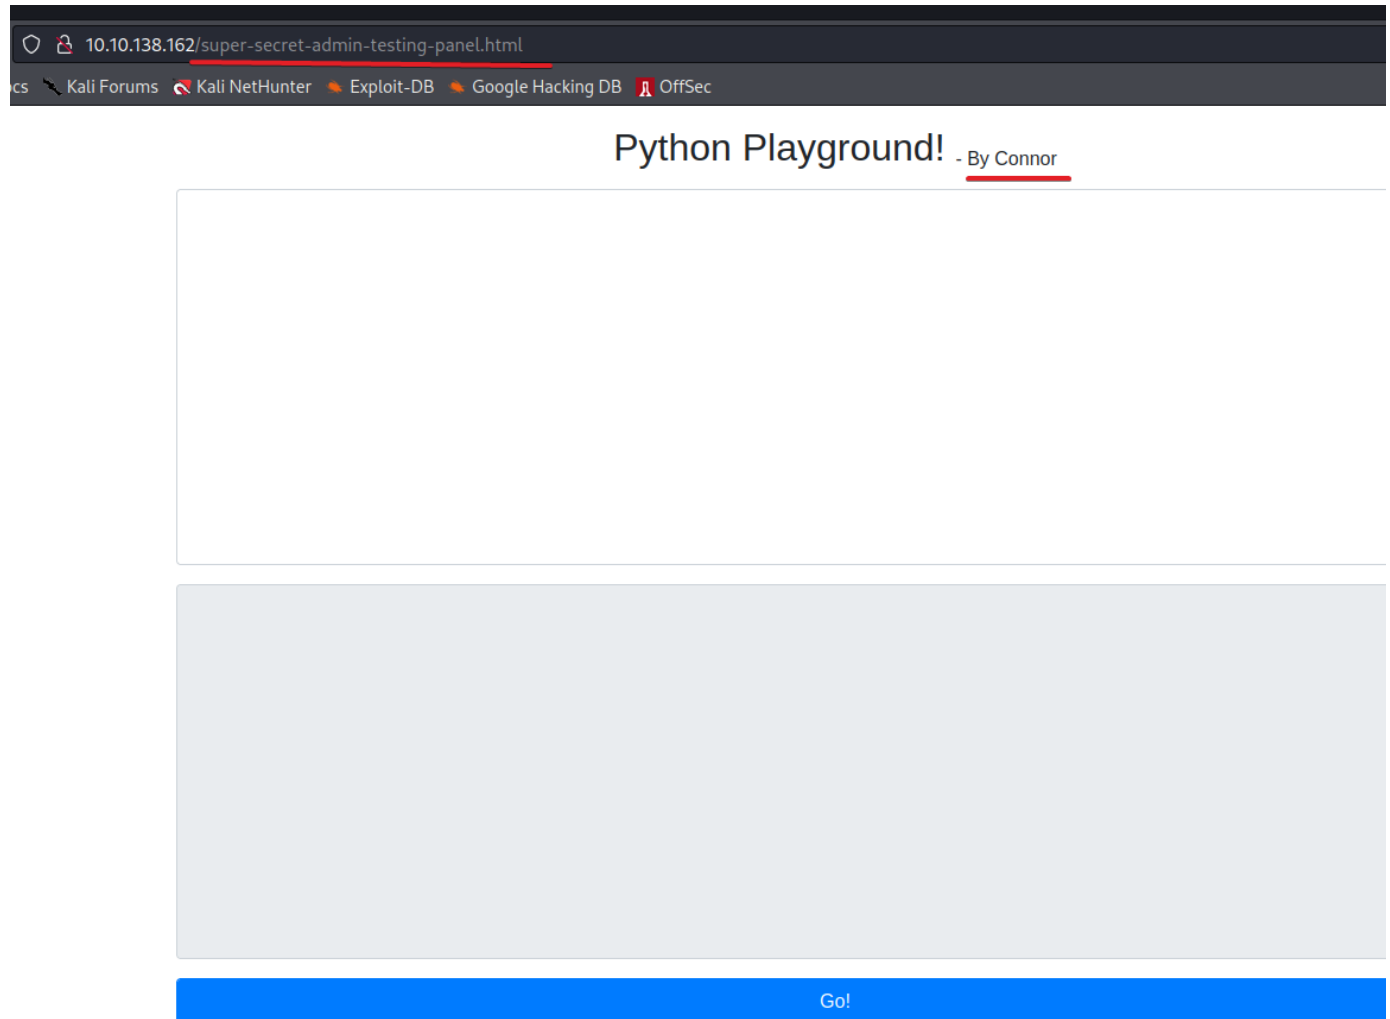 10.10.138.162/super-secret-admin-testing-panel.html
ocs Kali Forums Kali NetHunter Exploit-DB Google Hacking DB OffSec
Python Playground! - By Connor
Go!